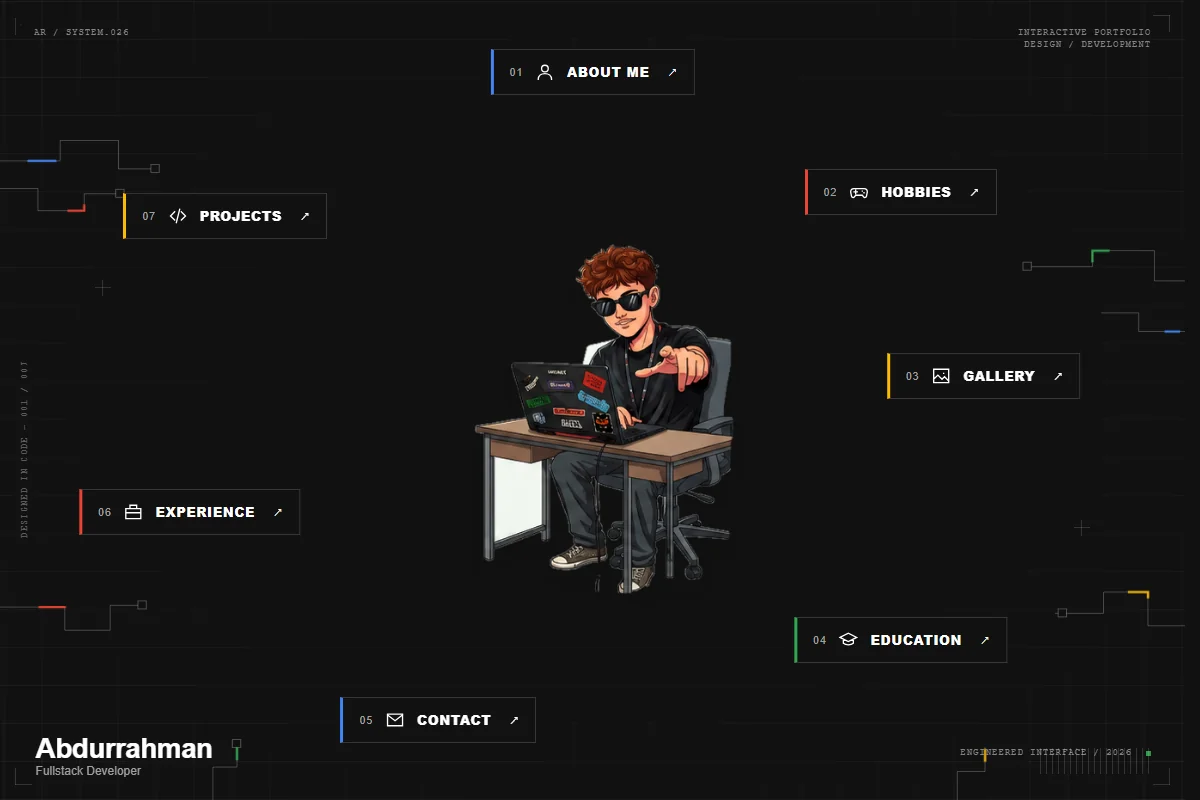 AR / SYSTEM.026
INTERACTIVE PORTFOLIO
DESIGN / DEVELOPMENT
01 ABOUT ME ↗
02 HOBBIES ↗
07 PROJECTS ↗
03 GALLERY ↗
DESIGNED IN CODE — 001 / 007
06 EXPERIENCE ↗
04 EDUCATION ↗
05 CONTACT ↗
Abdurrahman
Fullstack Developer
ENGINEERED INTERFACE / 2026